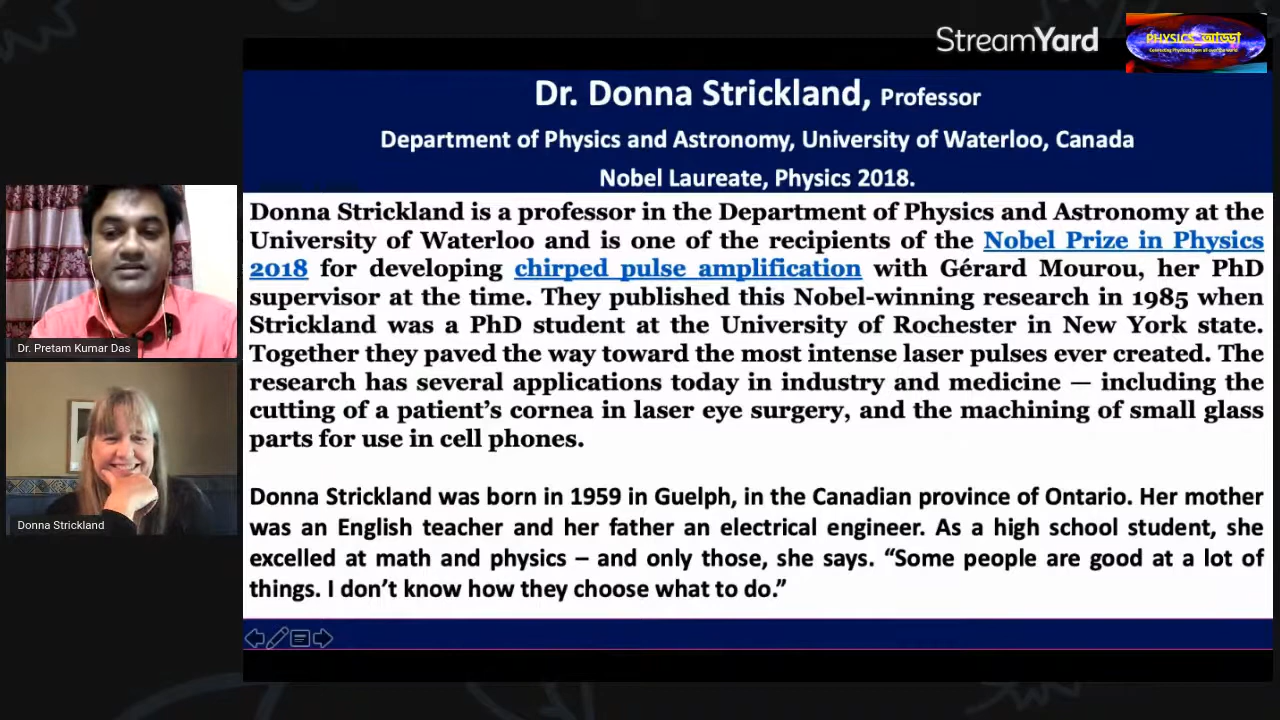 StreamYard
PHYSICS_আড্ডা
Connecting Physicists from all over the world
Dr. Donna Strickland, Professor
Department of Physics and Astronomy, University of Waterloo, Canada
Nobel Laureate, Physics 2018.
Donna Strickland is a professor in the Department of Physics and Astronomy at the
University of Waterloo and is one of the recipients of the Nobel Prize in Physics
2018 for developing chirped pulse amplification with Gérard Mourou, her PhD
supervisor at the time. They published this Nobel-winning research in 1985 when
Strickland was a PhD student at the University of Rochester in New York state.
Together they paved the way toward the most intense laser pulses ever created. The
research has several applications today in industry and medicine — including the
cutting of a patient’s cornea in laser eye surgery, and the machining of small glass
parts for use in cell phones.
Donna Strickland was born in 1959 in Guelph, in the Canadian province of Ontario. Her mother
was an English teacher and her father an electrical engineer. As a high school student, she
excelled at math and physics – and only those, she says. “Some people are good at a lot of
things. I don’t know how they choose what to do.”
Dr. Pretam Kumar Das
Donna Strickland